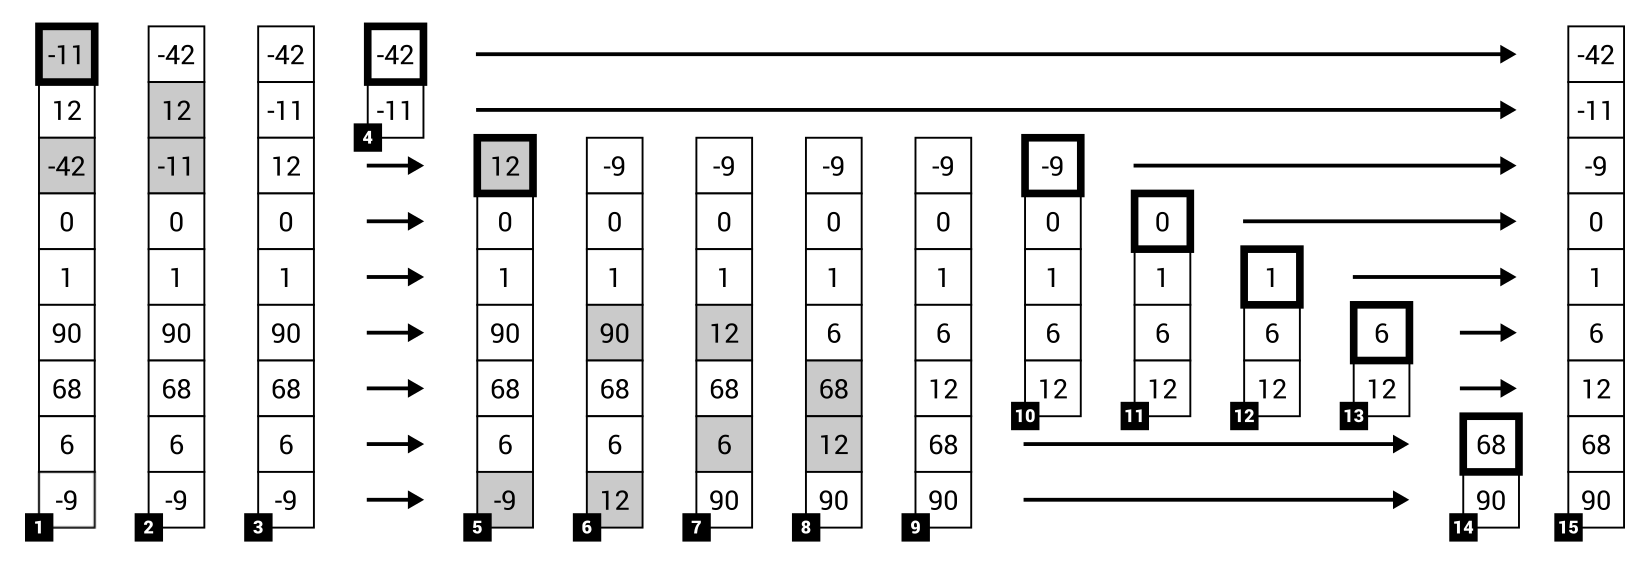 -11 -42 -42 -42 -42
12 12 -11 -11 -11
4
-42 -11 12 12 -9 -9 -9 -9 -9 -9
0 0 0 0 0 0 0 0 0 0 0
1 1 1 1 1 1 1 1 1 1 1 1
90 90 90 90 90 12 6 6 6 6 6 6 6
68 68 68 68 68 68 68 12 12 12 12 12 12
10 11 12 13
6 6 6 6 6 6 12 68 68 68
-9 -9 -9 -9 12 90 90 90 90 90
1 2 3 5 6 7 8 9 14 15